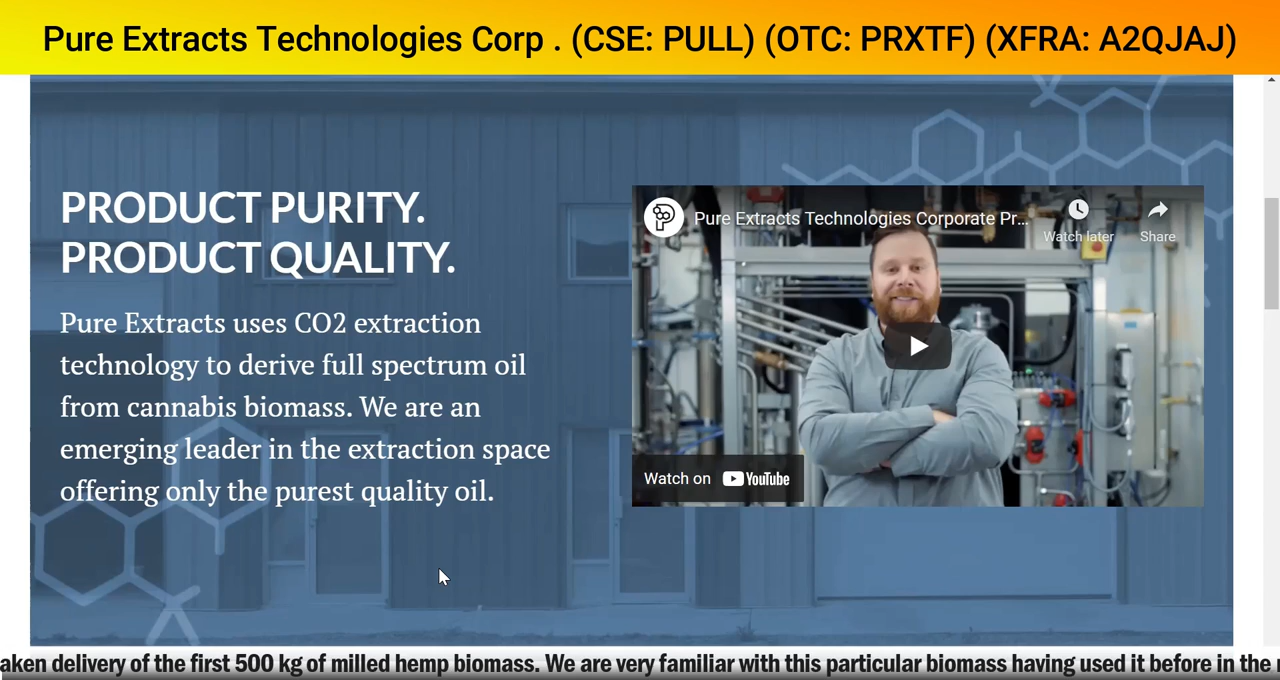 Pure Extracts Technologies Corp . (CSE: PULL) (OTC: PRXTF) (XFRA: A2QJAJ)
PRODUCT PURITY.
PRODUCT QUALITY.
Pure Extracts uses CO2 extraction
technology to derive full spectrum oil
from cannabis biomass. We are an
emerging leader in the extraction space
offering only the purest quality oil.
Pure Extracts Technologies Corporate Pr...
Watch later
Share
Watch on YouTube
aken delivery of the first 500 kg of milled hemp biomass. We are very familiar with this particular biomass having used it before in the